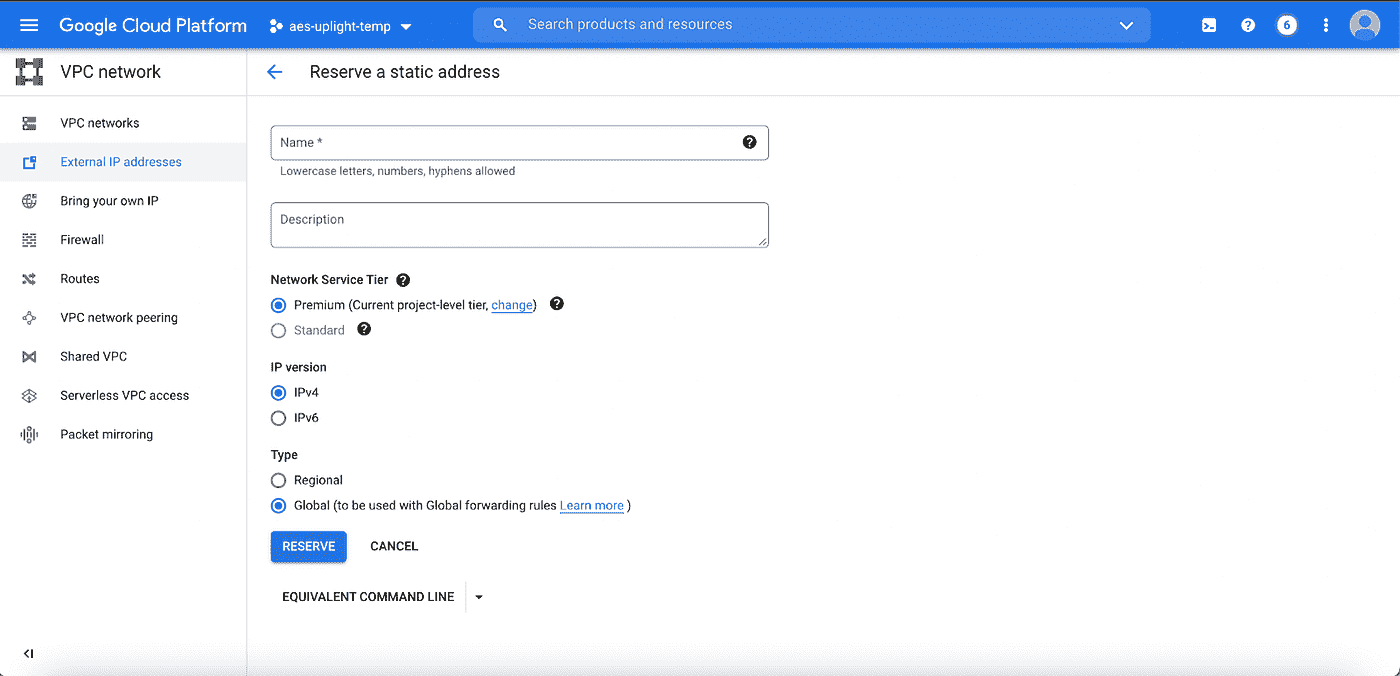 Google Cloud Platform aes-uplight-temp Search products and resources 6
VPC network
Reserve a static address
VPC networks
External IP addresses
Bring your own IP
Firewall
Routes
VPC network peering
Shared VPC
Serverless VPC access
Packet mirroring
Name *
Lowercase letters, numbers, hyphens allowed
Description
Network Service Tier
Premium (Current project-level tier, change)
Standard
IP version
IPv4
IPv6
Type
Regional
Global (to be used with Global forwarding rules Learn more )
RESERVE CANCEL
EQUIVALENT COMMAND LINE